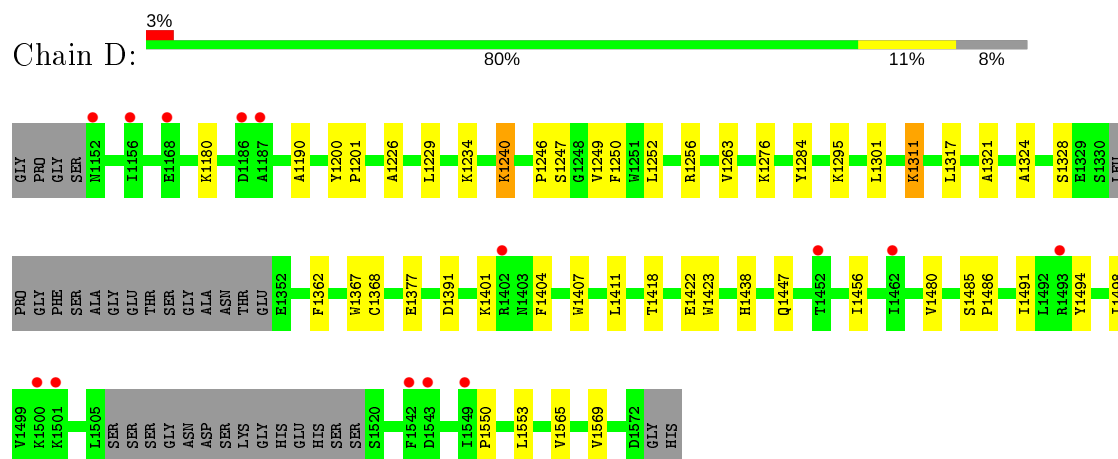 3%
Chain D:
80% 11% 8%
GLY PRO GLY SER N1152 I1156 E1168 K1180 D1186 A1187 A1190 Y1200 P1201 A1226 L1229 K1234 K1240 P1246 S1247 G1248 V1249 F1250 W1251 L1252 R1256 V1263 K1276 Y1284 K1295 L1301 K1311 L1317 A1321 A1324 S1328 E1329 S1330 LEU
PRO GLY PHE SER ALA GLY GLU THR SER GLY ALA ASN THR GLU E1352 F1362 W1367 C1368 E1377 D1391 K1401 R1402 N1403 F1404 W1407 L1411 T1418 E1422 W1423 H1438 Q1447 T1452 I1456 I1462 V1480 S1485 P1486 I1491 L1492 R1493 Y1494
V1499 K1500 K1501 L1505 SER SER SER GLY ASN ASP SER LYS GLY HIS GLU HIS SER SER S1520 F1542 D1543 I1549 P1550 L1553 V1565 V1569 D1572 GLY HIS